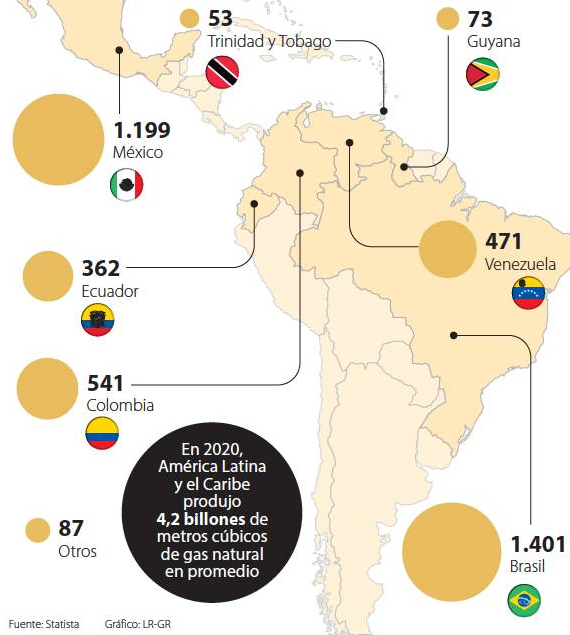 53
Trinidad y Tobago
73
Guyana
1.199
México
471
Venezuela
362
Ecuador
541
Colombia
En 2020,
América Latina
y el Caribe
produjo
4,2 billones de
metros cúbicos
de gas natural
en promedio
87
Otros
1.401
Brasil
Fuente: Statista
Gráfico: LR-GR